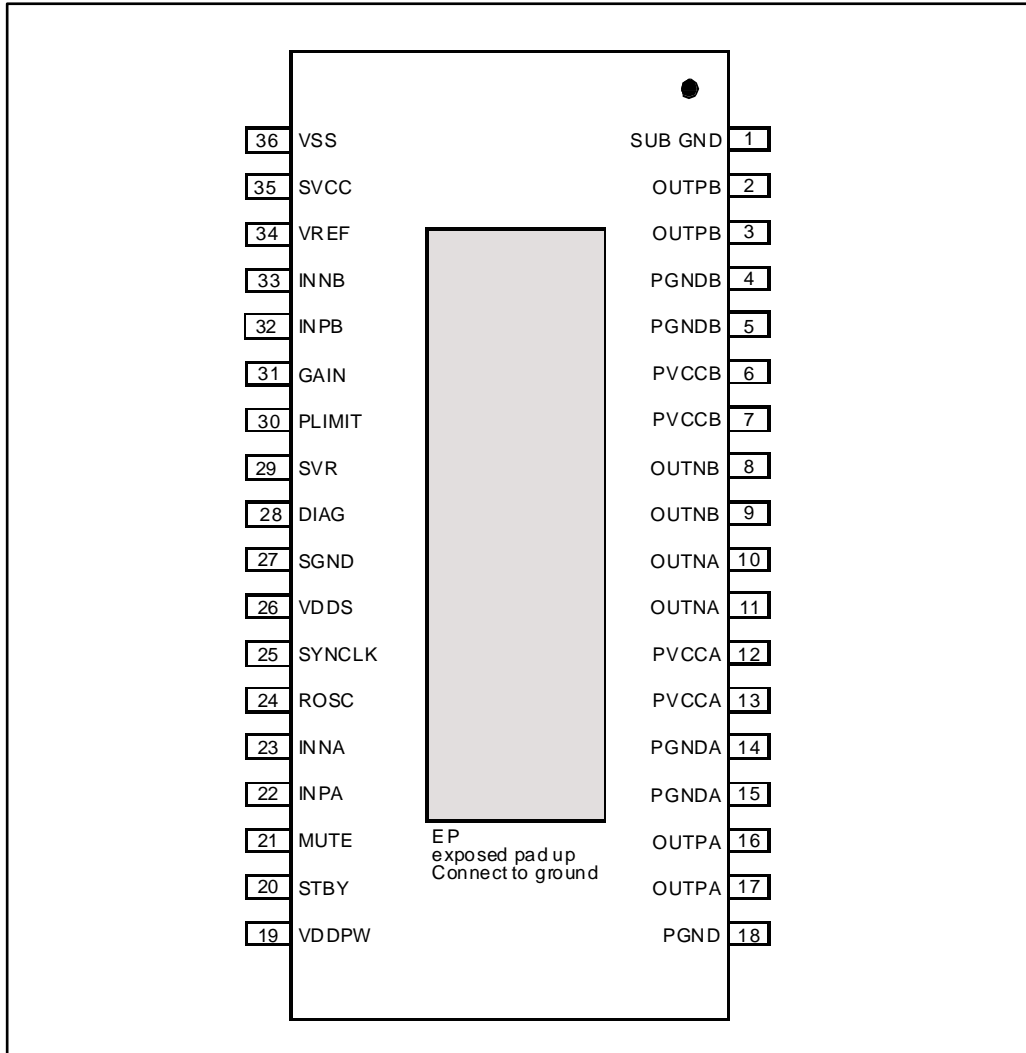 36 VSS SUB GND 1
35 SVCC OUTPB 2
34 VREF OUTPB 3
33 INNB PGNDB 4
32 INPB PGNDB 5
31 GAIN PVCCB 6
30 PLIMIT PVCCB 7
29 SVR OUTNB 8
28 DIAG OUTNB 9
27 SGND OUTNA 10
26 VDDS OUTNA 11
25 SYNCLK PVCCA 12
24 ROSC PVCCA 13
23 INNA PGNDA 14
22 INPA PGNDA 15
21 MUTE OUTPA 16
20 STBY OUTPA 17
19 VDDPW PGND 18
EP
exposed pad up
Connect to ground